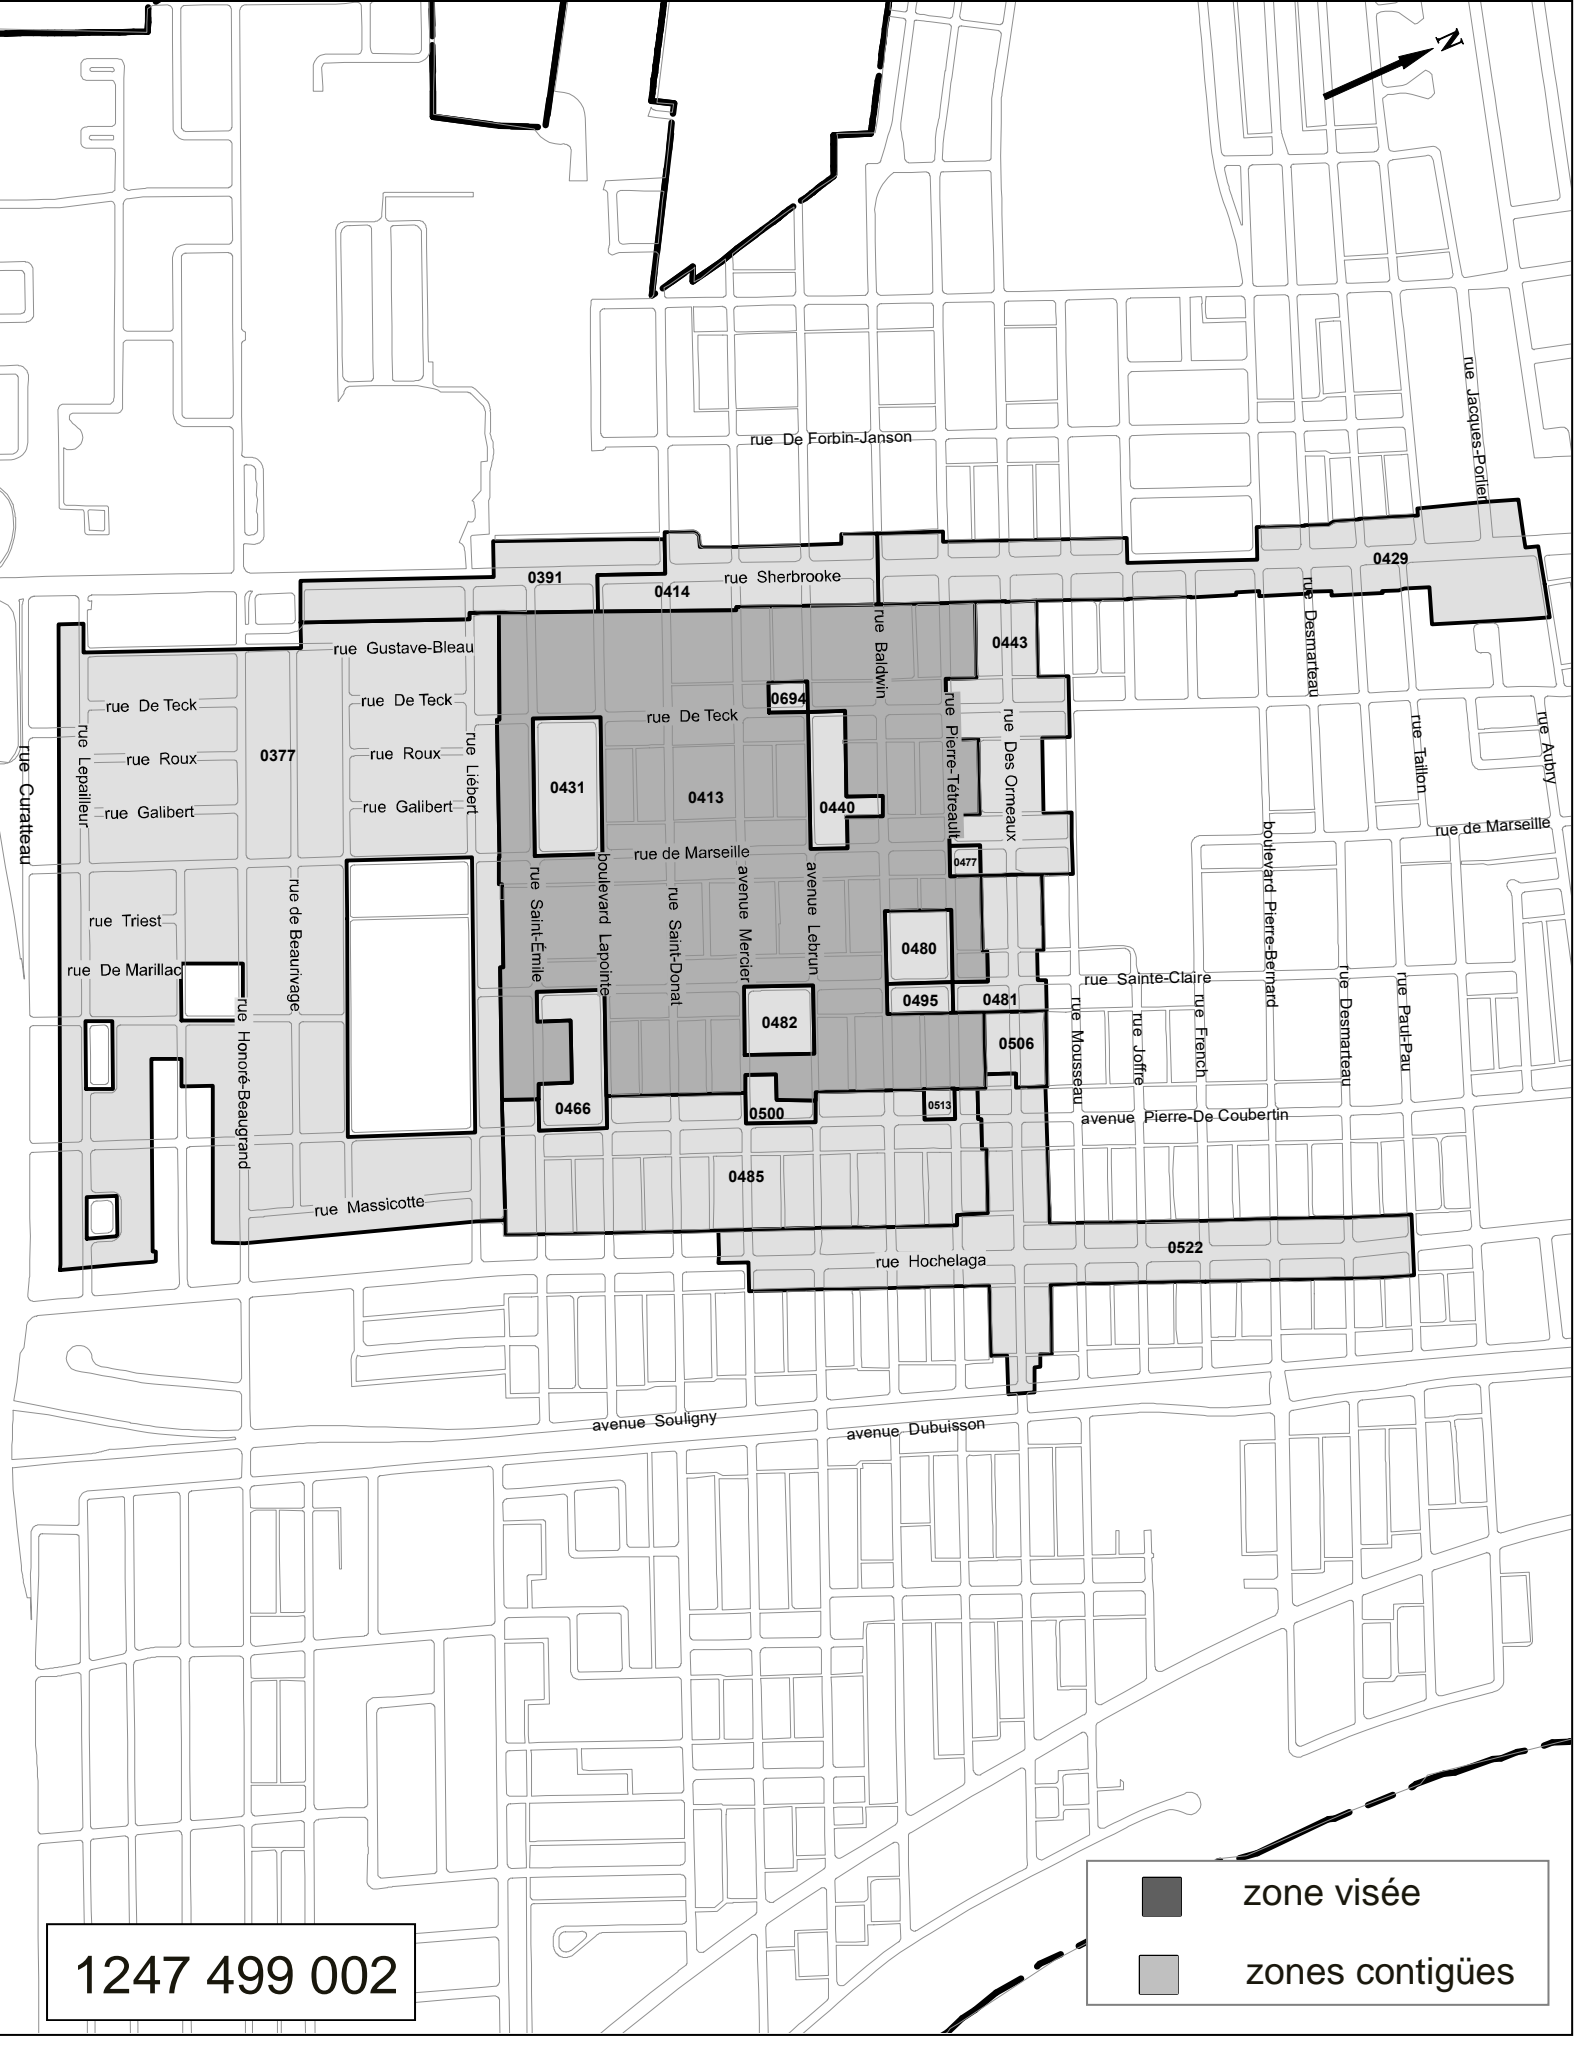 N
rue Jacques-Porlier
rue De Forbin-Janson
0429
0391
rue Sherbrooke
0414
rue Desmarteau
rue Baldwin
0443
rue Gustave-Bleau
rue De Teck
rue De Teck
0694
rue De Teck
rue Pierre-Tétreault
rue Des Ormeaux
rue Taillon
rue Aubry
rue Curatteau
rue Lepailleur
rue Roux
0377
rue Roux
rue Liébert
0431
0413
0440
rue Galibert
rue Galibert
rue de Marseille
rue de Marseille
0477
boulevard Pierre-Bernard
rue Triest
rue de Beaurivage
rue Saint-Émile
boulevard Lapointe
rue Saint-Donat
avenue Mercier
avenue Lebrun
0480
rue De Marillac
rue Sainte-Claire
0495
0481
rue Honoré-Beaugrand
0482
0506
rue Mousseau
rue Joffre
rue French
rue Desmarteau
rue Paul-Pau
0466
0500
0513
avenue Pierre-De Coubertin
0485
rue Massicotte
0522
rue Hochelaga
avenue Souligny
avenue Dubuisson
zone visée
zones contigües
1247 499 002